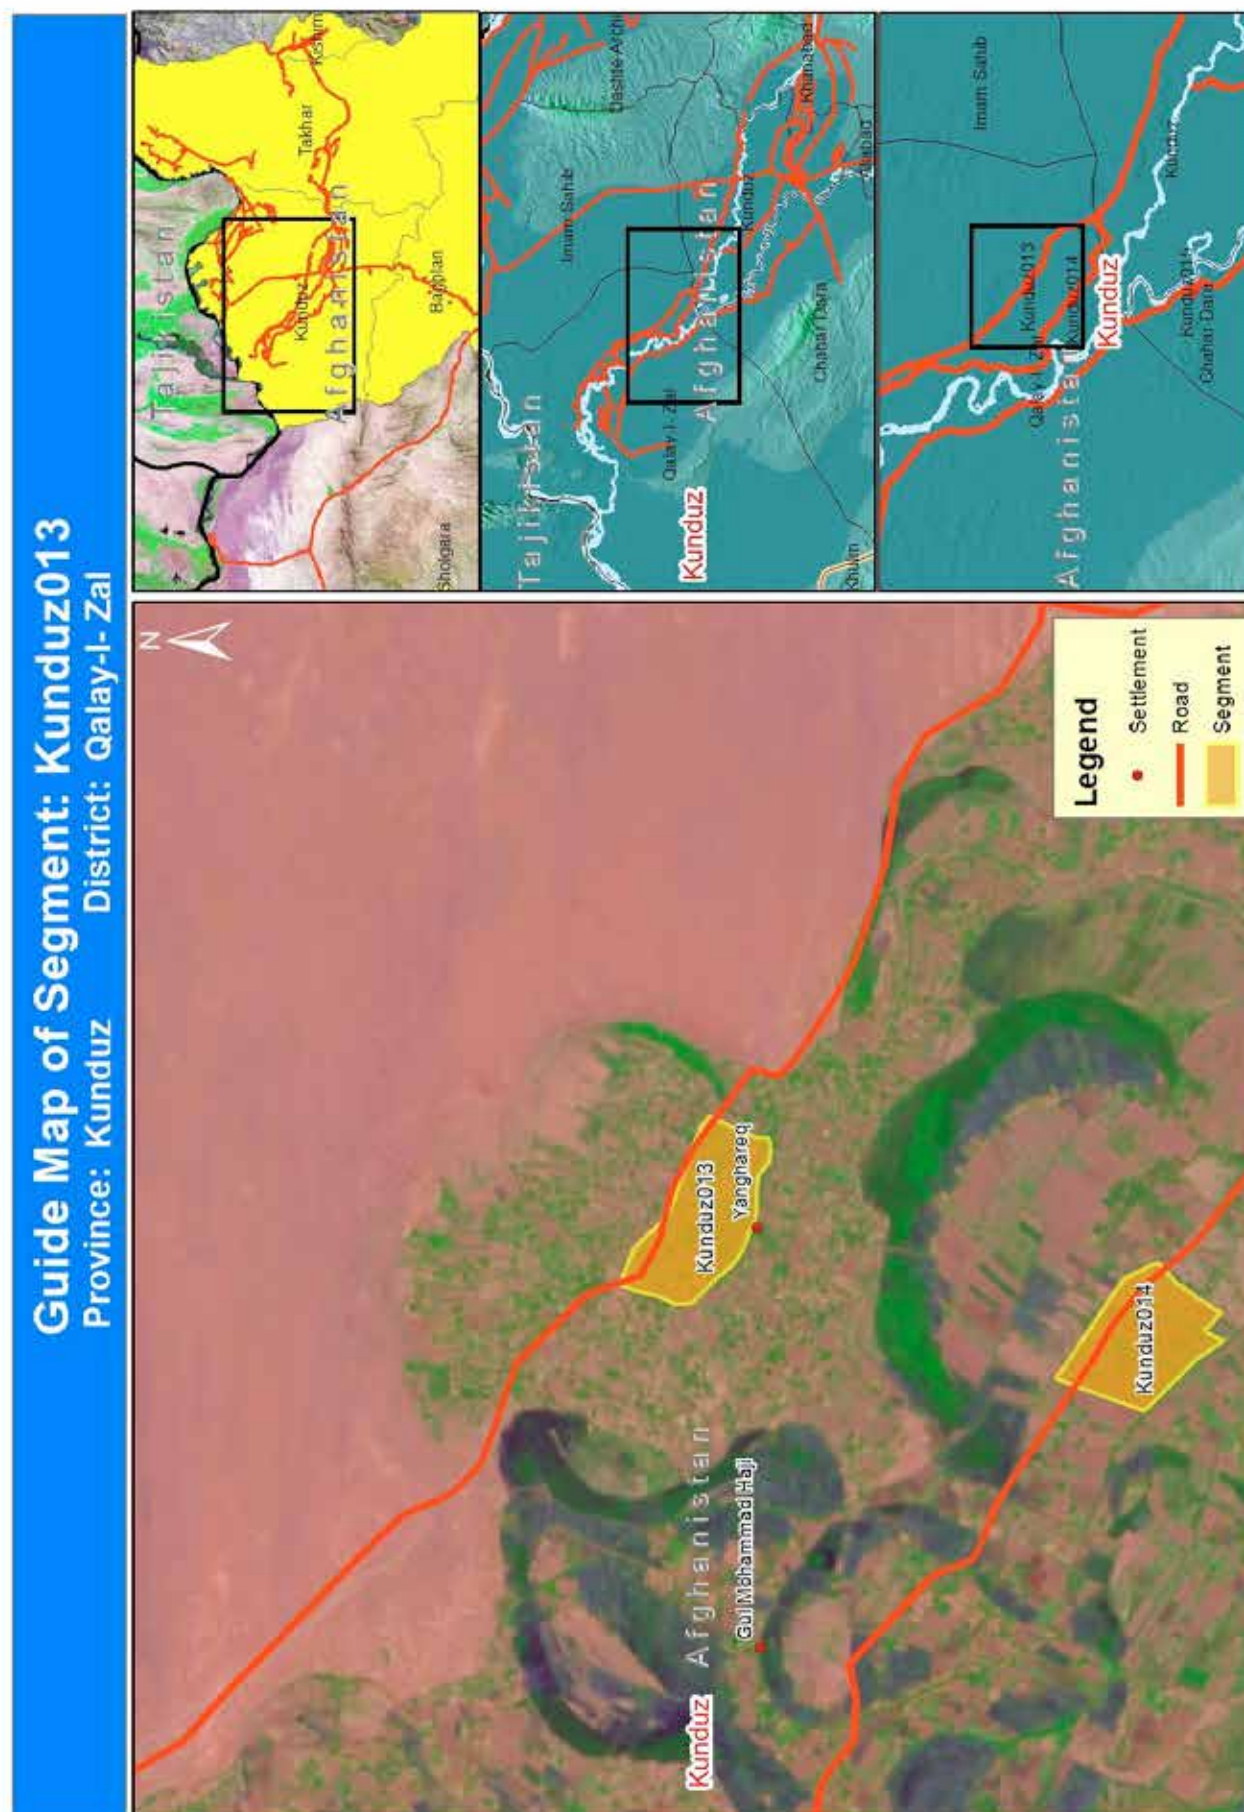 Guide Map of Segment: Kunduz013
Province: Kunduz District: Qalay-I-Zal
N
Kunduz
Afghanistan
Gul Mohammad Haji
Kunduz013
Yanghareq
Kunduz014
Legend
Settlement
Road
Segment
Tajikistan
Takhar
Kishim
Kunduz
Afghanistan
Baghlan
Sholgara
Tajikistan
Imam Sahib
Dashte-Archi
Qalay-I-Zal
Afghanistan
Kunduz
Khanabad
Kunduz
Chahar Dara
Aliabad
Khulm
Imam Sahib
Qalay-I-Zal
Kunduz013
Kunduz014
Afghanistan
Kunduz
Kunduz
Chahar Dara